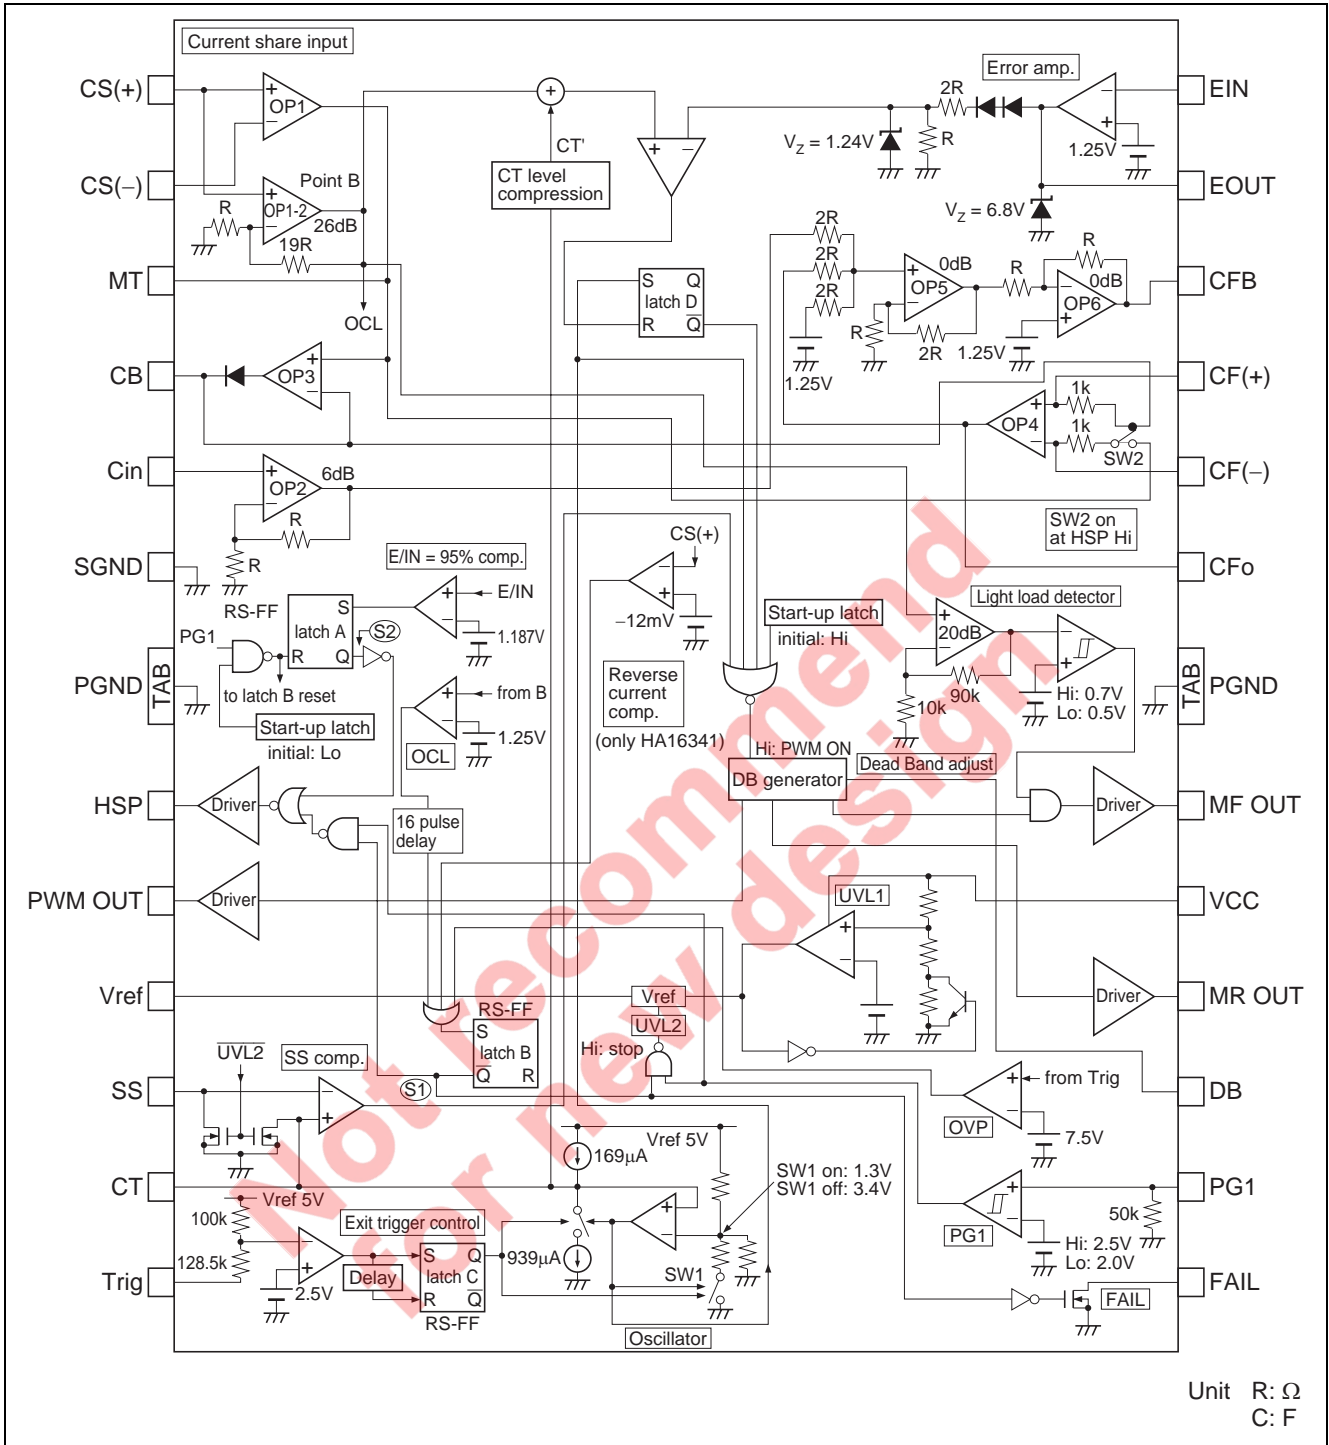 Current share input
CS(+)
+
OP1
−
CS(−)
Point B
+
OP1-2
−
26dB
R
19R
MT
OCL
+
CT'
CT level
compression
+ −
Error amp.
2R
R
VZ = 1.24V
−
+
1.25V
EIN
EOUT
VZ = 6.8V
2R
2R
2R
1.25V
+
OP5
−
0dB
R
2R
R
R
0dB
−
OP6
+
1.25V
CFB
S Q
latch D
R Q̅
CB
+
OP3
−
CF(+)
1k
+
OP4
−
1k
SW2
CF(−)
Cin
+
OP2
−
6dB
R
R
SW2 on
at HSP Hi
CFo
SGND
E/IN = 95% comp.
+
−
E/IN
1.187V
CS(+)
−
+
−12mV
Start-up latch
initial: Hi
Light load detector
+
20dB
−
90k
10k
−
+
Hi: 0.7V
Lo: 0.5V
RS-FF
S
latch A
R Q
S2
PG1
to latch B reset
PGND
TAB
Start-up latch
initial: Lo
+
−
from B
1.25V
OCL
Reverse
current
comp.
(only HA16341)
TAB
PGND
Hi: PWM ON
DB generator
Dead Band adjust
HSP
Driver
16 pulse
delay
Driver
MF OUT
PWM OUT
Driver
UVL1
+
−
VCC
Vref
Vref
UVL2
Driver
MR OUT
RS-FF
S
latch B
Q̅ R
Hi: stop
U̅V̅L̅2̅
SS comp.
SS
−
+
S1
+
−
from Trig
OVP
7.5V
DB
Vref 5V
169μA
SW1 on: 1.3V
SW1 off: 3.4V
CT
Vref 5V
100k
128.5k
Exit trigger control
−
+
2.5V
Delay
S Q
latch C
R Q̅
RS-FF
939μA
+
−
SW1
Oscillator
+
−
PG1
50k
Hi: 2.5V
Lo: 2.0V
PG1
Trig
FAIL
FAIL
Not recommend
for new design
Unit R: Ω
C: F